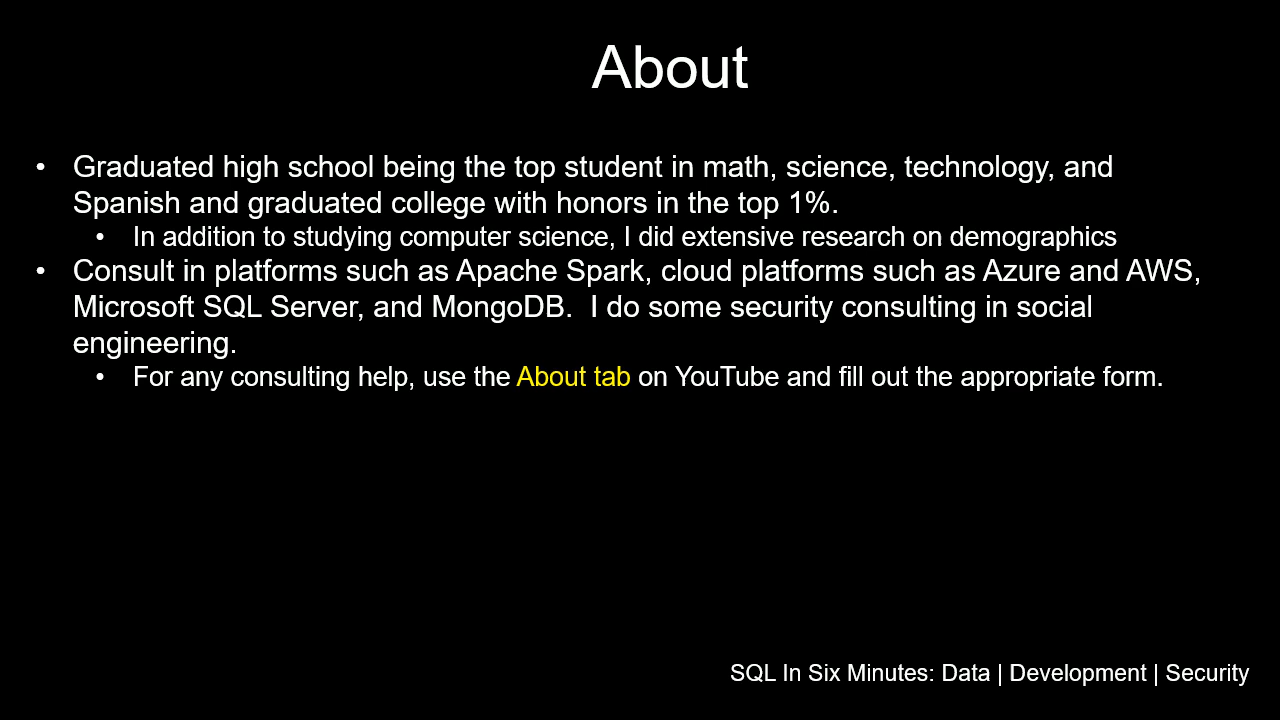 About
• Graduated high school being the top student in math, science, technology, and
Spanish and graduated college with honors in the top 1%.
• In addition to studying computer science, I did extensive research on demographics
• Consult in platforms such as Apache Spark, cloud platforms such as Azure and AWS,
Microsoft SQL Server, and MongoDB.  I do some security consulting in social
engineering.
• For any consulting help, use the About tab on YouTube and fill out the appropriate form.
SQL In Six Minutes: Data | Development | Security